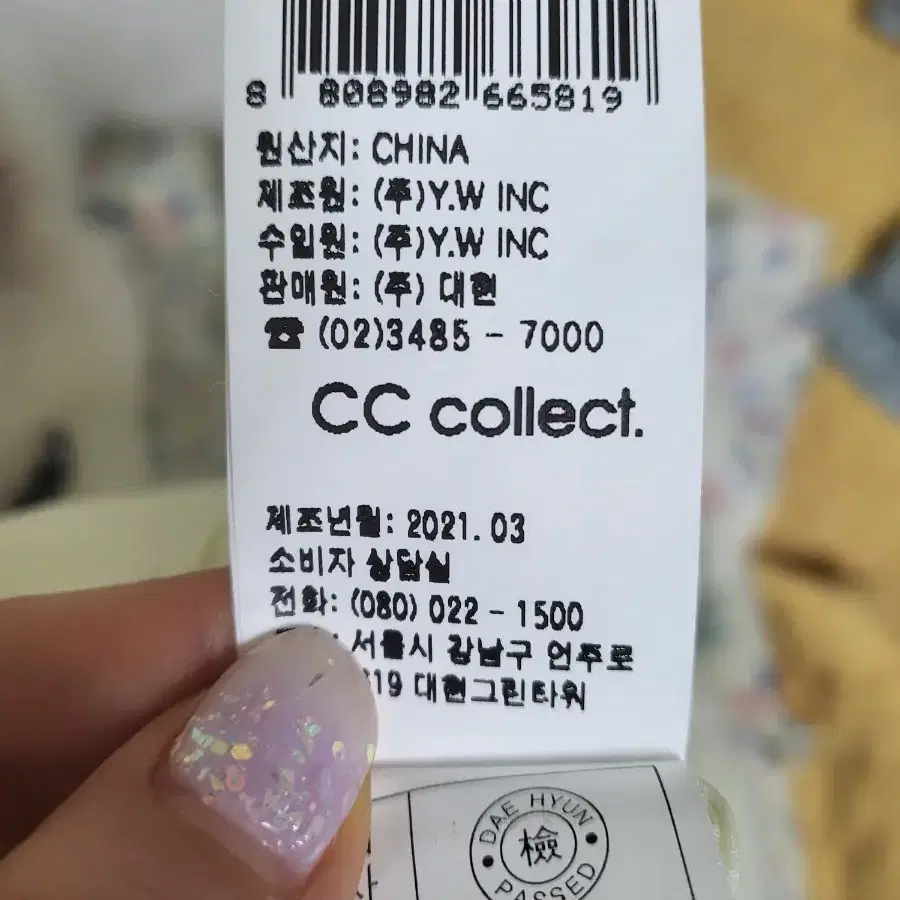 8 808982 665819
원산지: CHINA
제조원: (주)Y.W INC
수입원: (주)Y.W INC
판매원: (주) 대현
☎ (02)3485 - 7000
CC collect.
제조년월: 2021. 03
소비자 상담실
전화: (080) 022 - 1500
서울시 강남구 언주로
619 대현그린타워
DAE HYUN
檢
PASSED